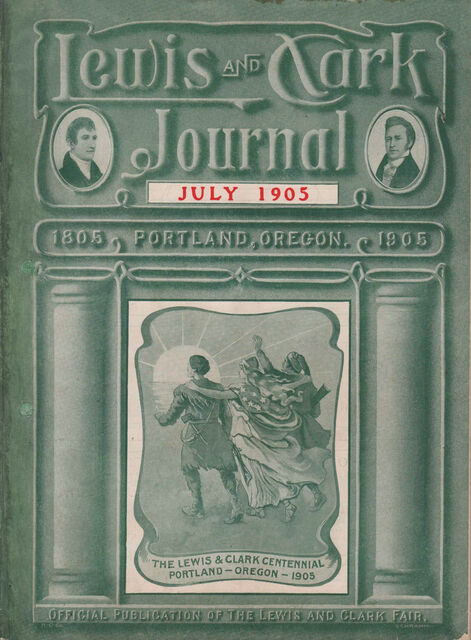 Lewis AND Clark
Journal
JULY 1905
1805, PORTLAND, OREGON. 1905
THE LEWIS & CLARK CENTENNIAL
PORTLAND – OREGON – 1905
OFFICIAL PUBLICATION OF THE LEWIS AND CLARK FAIR.